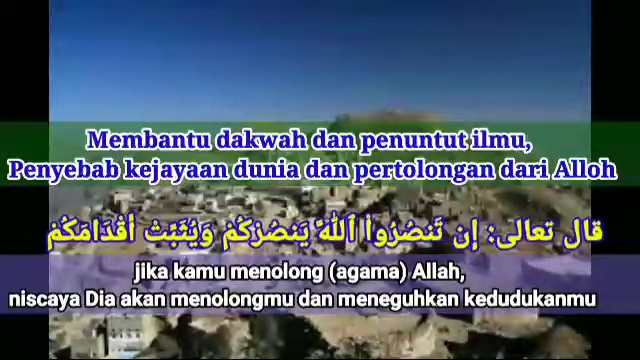 Membantu dakwah dan penuntut ilmu,
Penyebab kejayaan dunia dan pertolongan dari Alloh
قال تعالى: إِن تَنصُرُوا۟ ٱللَّهَ يَنصُرْكُمْ وَيُثَبِّتْ أَقْدَامَكُمْ
jika kamu menolong (agama) Allah,
niscaya Dia akan menolongmu dan meneguhkan kedudukanmu